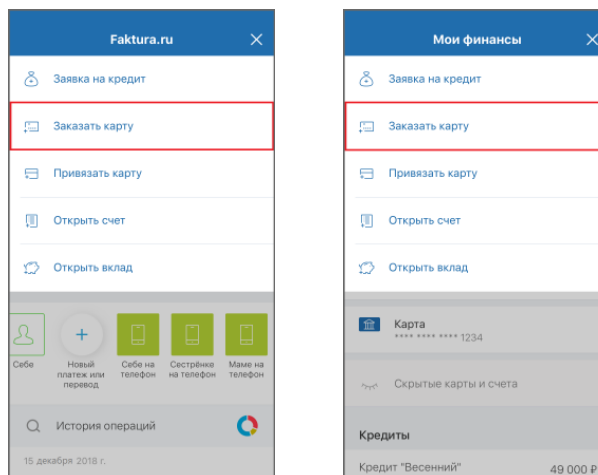 Faktura.ru
Заявка на кредит
Заказать карту
Привязать карту
Открыть счет
Открыть вклад
Себе
Новый
платеж или
перевод
Себе на
телефон
Сестрёнке
на телефон
Маме на
телефон
История операций
15 декабря 2018 г.
Мои финансы
Заявка на кредит
Заказать карту
Привязать карту
Открыть счет
Открыть вклад
Карта
**** **** **** 1234
Скрытые карты и счета
Кредиты
Кредит "Весенний"
49 000 ₽